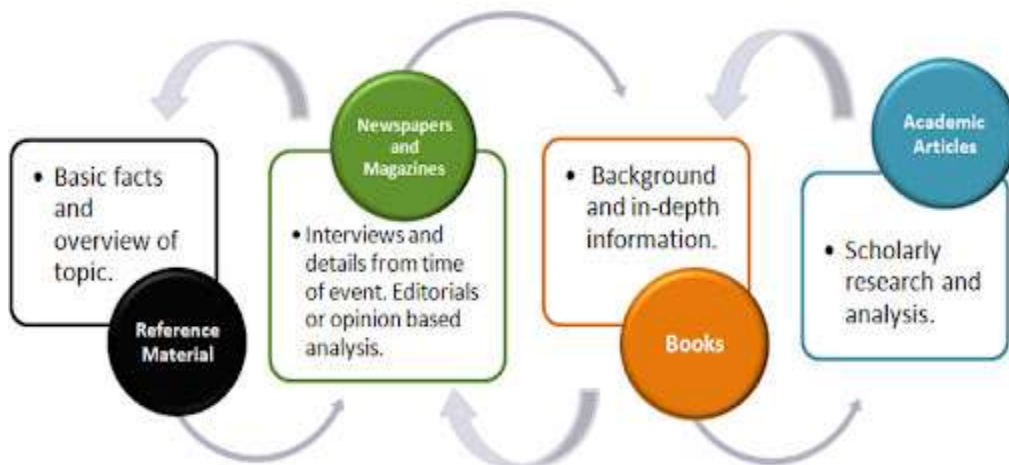 • Basic facts
and
overview of
topic.
Reference
Material
Newspapers
and
Magazines
• Interviews and
details from time
of event. Editorials
or opinion based
analysis.
• Background
and in-depth
information.
Books
Academic
Articles
• Scholarly
research and
analysis.